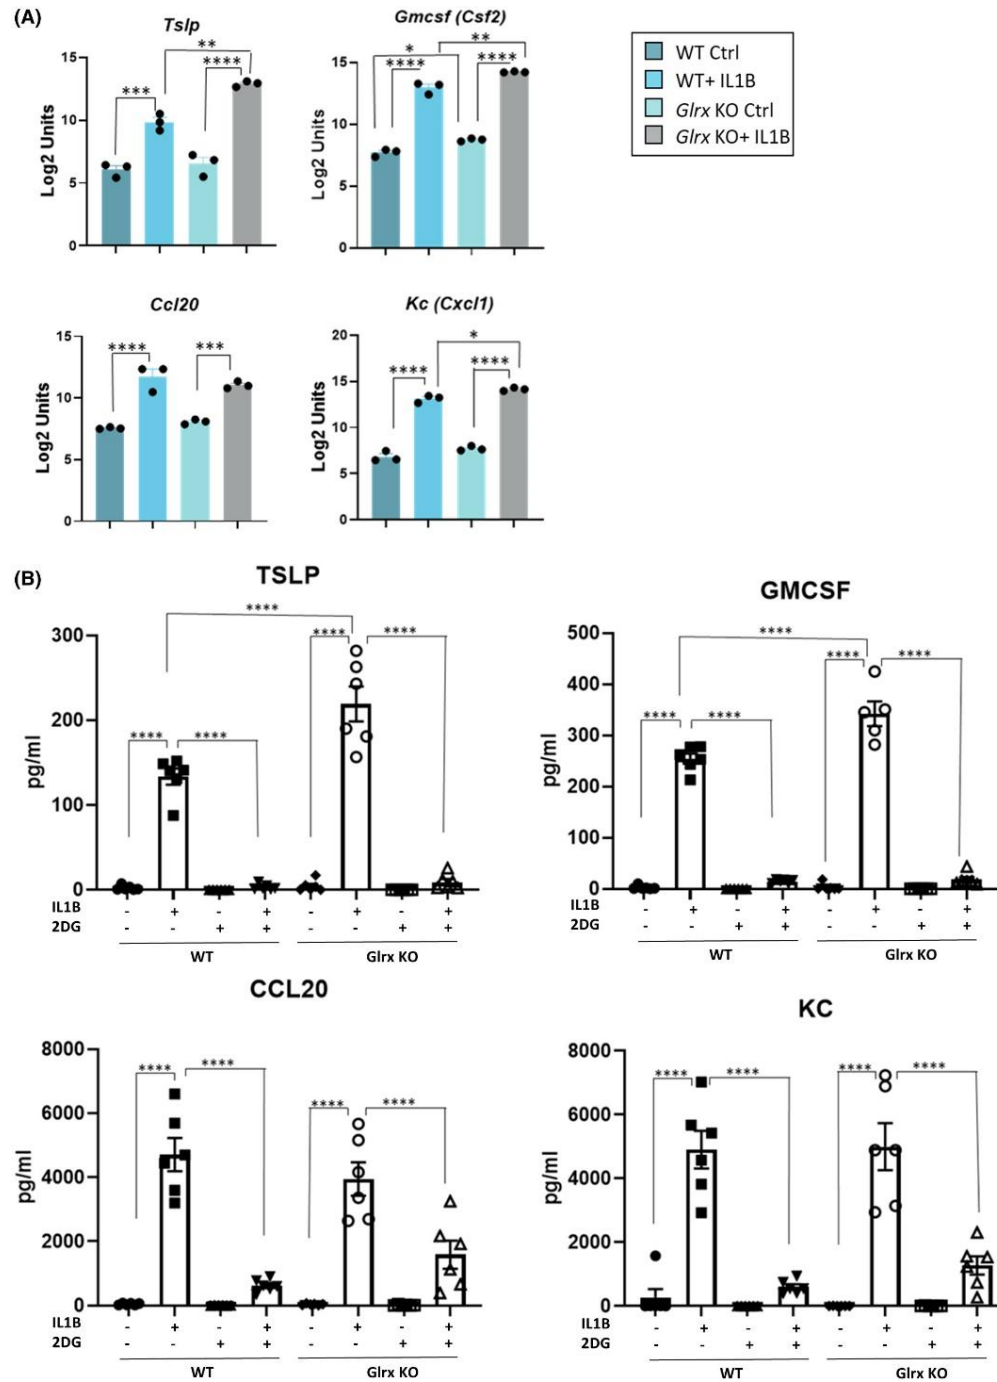 (A)
Tslp
Log2 Units
15
10
5
0
***
**
****
Gmcsf (Csf2)
Log2 Units
15
10
5
0
*
****
**
****
WT Ctrl
WT+ IL1B
Glrx KO Ctrl
Glrx KO+ IL1B
Ccl20
Log2 Units
15
10
5
0
****
***
Kc (Cxcl1)
Log2 Units
20
15
10
5
0
****
*
****
(B)
TSLP
pg/ml
300
200
100
0
****
****
****
****
****
IL1B - + - + - + - +
2DG - - + + - - + +
WT Glrx KO
GMCSF
pg/ml
500
400
300
200
100
0
****
****
****
****
****
IL1B - + - + - + - +
2DG - - + + - - + +
WT Glrx KO
CCL20
pg/ml
8000
6000
4000
2000
0
****
****
****
****
IL1B - + - + - + - +
2DG - - + + - - + +
WT Glrx KO
KC
pg/ml
8000
6000
4000
2000
0
****
****
****
****
IL1B - + - + - + - +
2DG - - + + - - + +
WT Glrx KO